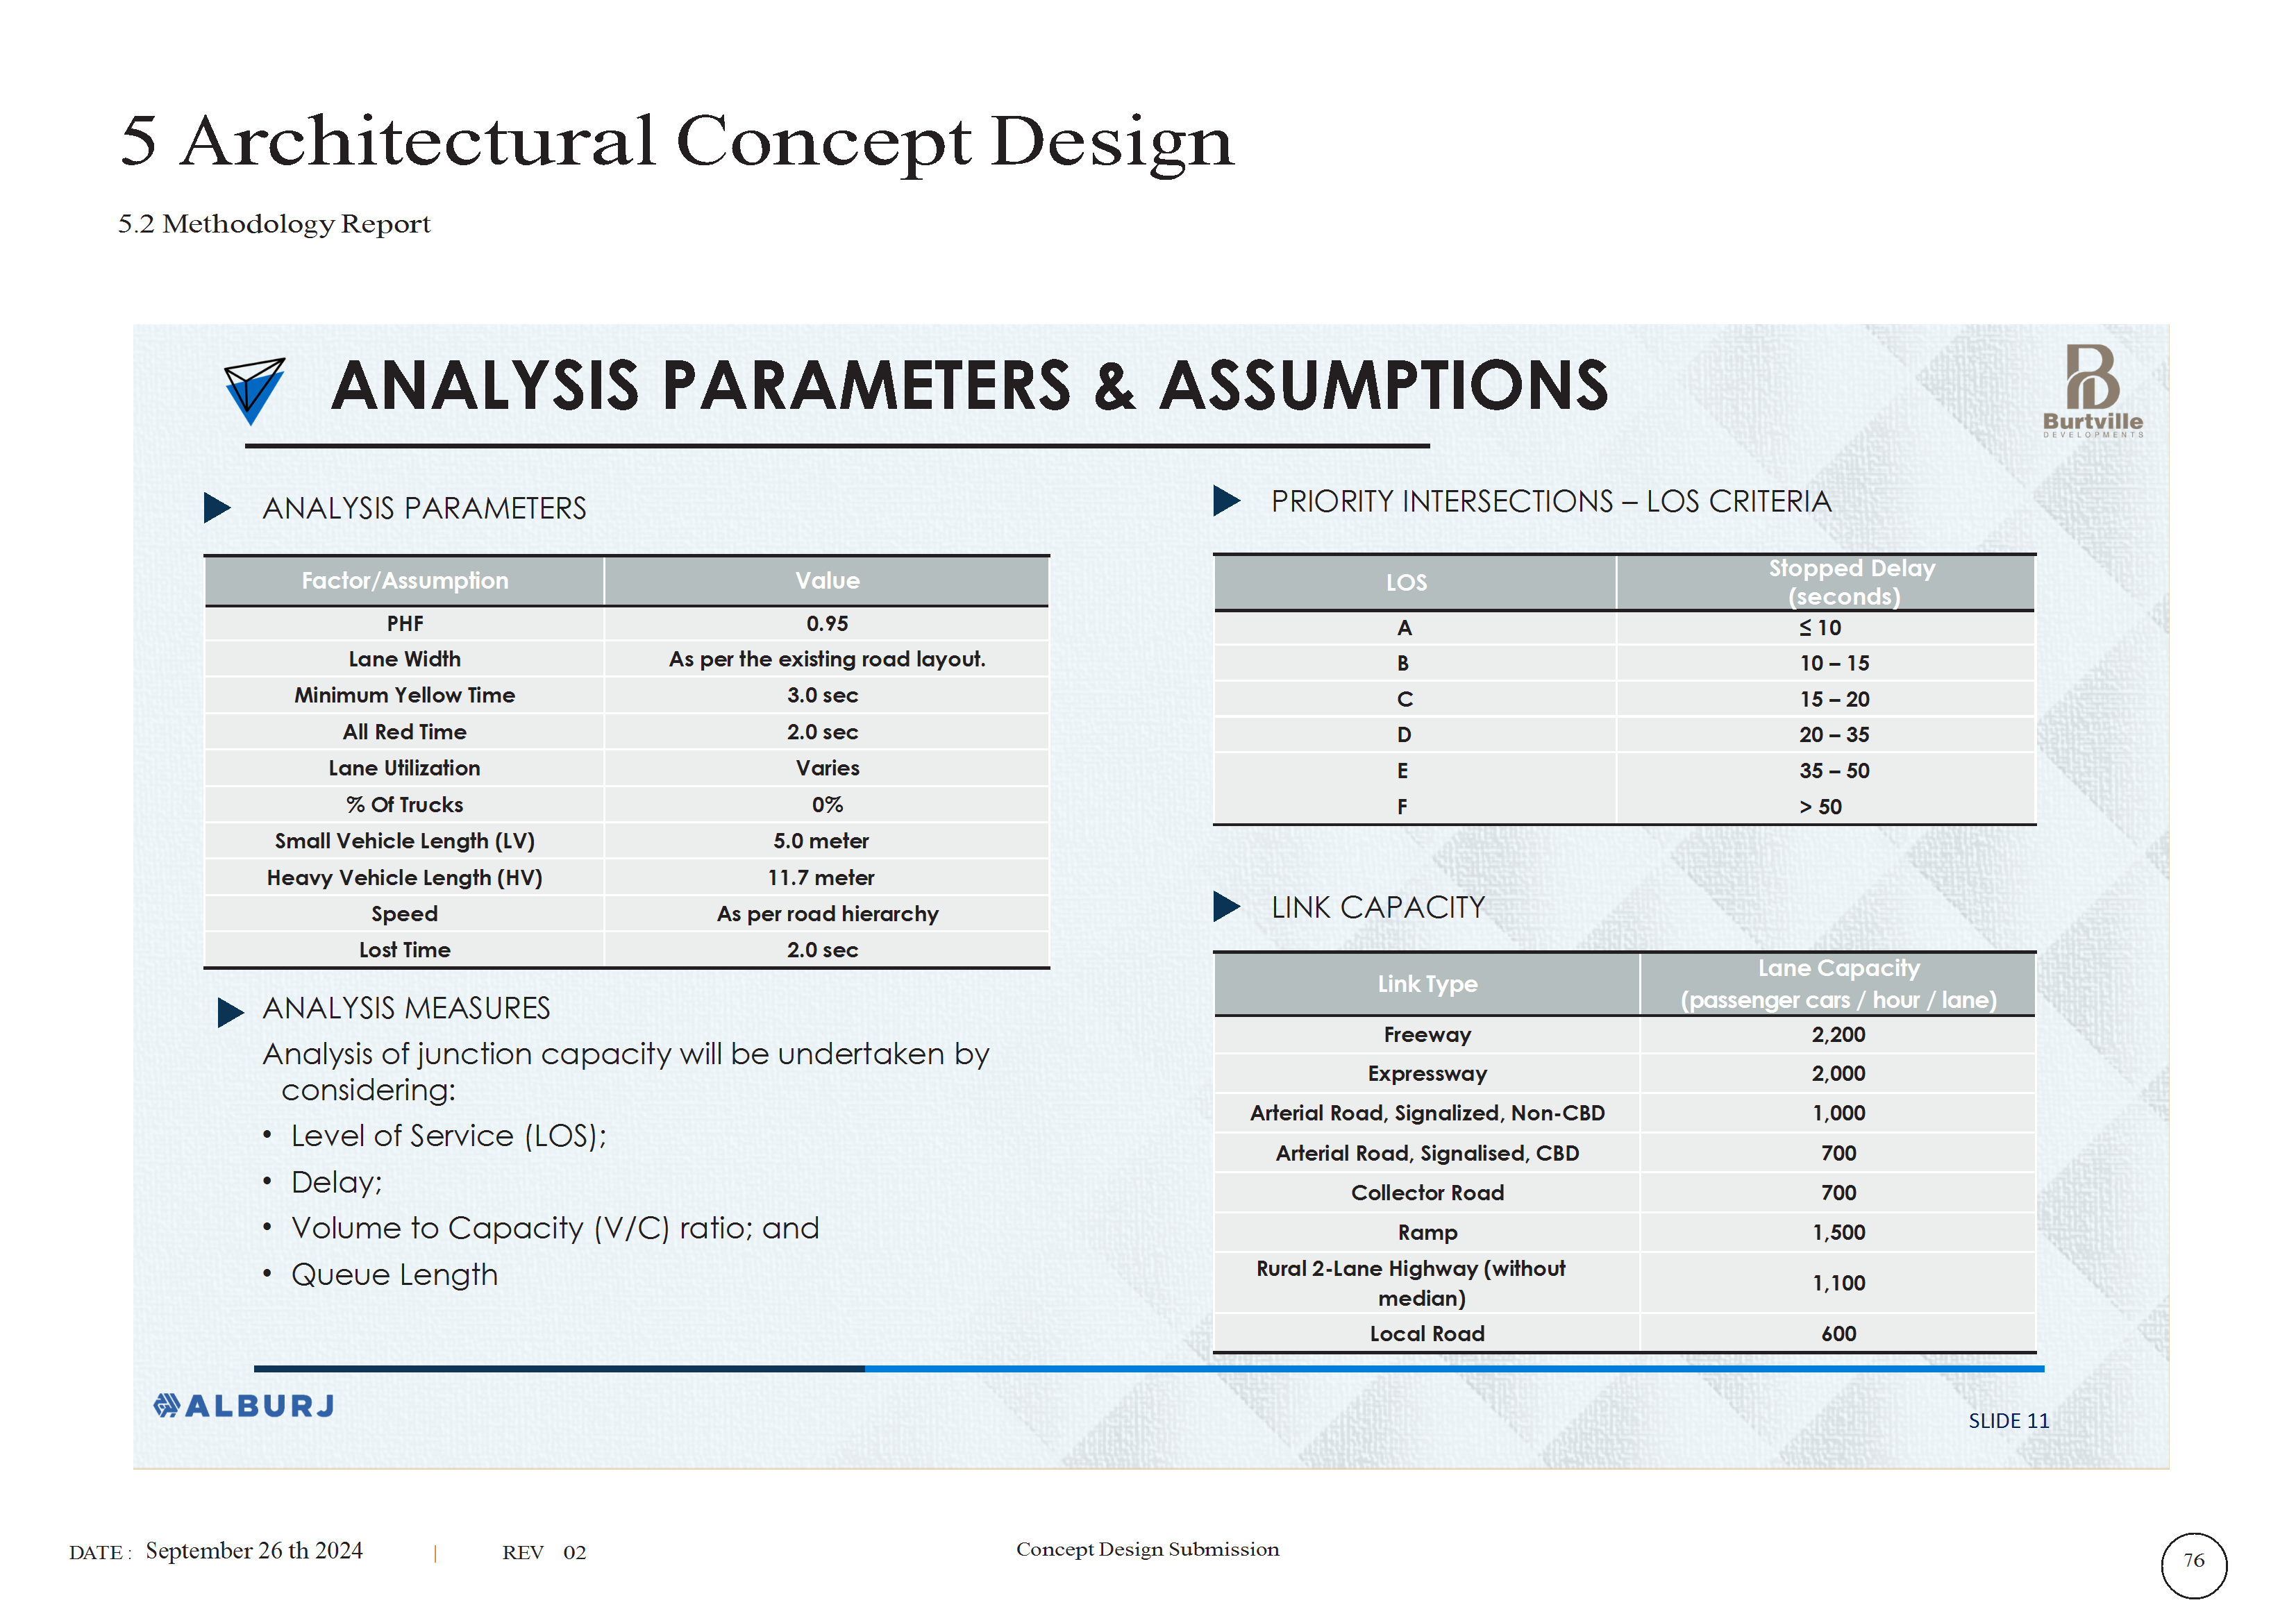 5 Architectural Concept Design
5.2 Methodology Report
ANALYSIS PARAMETERS & ASSUMPTIONS
Burtville
DEVELOPMENTS
ANALYSIS PARAMETERS
Factor/Assumption Value
PHF 0.95
Lane Width As per the existing road layout.
Minimum Yellow Time 3.0 sec
All Red Time 2.0 sec
Lane Utilization Varies
% Of Trucks 0%
Small Vehicle Length (LV) 5.0 meter
Heavy Vehicle Length (HV) 11.7 meter
Speed As per road hierarchy
Lost Time 2.0 sec
ANALYSIS MEASURES
Analysis of junction capacity will be undertaken by
considering:
• Level of Service (LOS);
• Delay;
• Volume to Capacity (V/C) ratio; and
• Queue Length
PRIORITY INTERSECTIONS – LOS CRITERIA
LOS Stopped Delay
(seconds)
A ≤ 10
B 10 – 15
C 15 – 20
D 20 – 35
E 35 – 50
F > 50
LINK CAPACITY
Link Type Lane Capacity
(passenger cars / hour / lane)
Freeway 2,200
Expressway 2,000
Arterial Road, Signalized, Non-CBD 1,000
Arterial Road, Signalised, CBD 700
Collector Road 700
Ramp 1,500
Rural 2-Lane Highway (without
median) 1,100
Local Road 600
ALBURJ
SLIDE 11
DATE : September 26 th 2024 | REV 02
Concept Design Submission
76